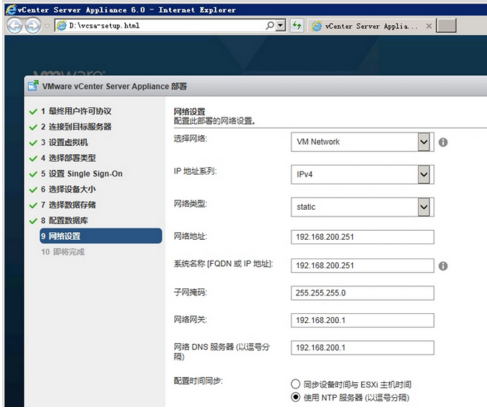 vCenter Server Appliance 6.0 - Internet Explorer
D:\vcsa-setup.html
vCenter Server Applia...
vmware
VMware vCenter Server Appliance 部署
1 最终用户许可协议
2 连接到目标服务器
3 设置虚拟机
4 选择部署类型
5 设置 Single Sign-On
6 选择设备大小
7 选择数据存储
8 配置数据库
9 网络设置
10 即将完成
网络设置
配置此部署的网络设置。
选择网络: VM Network
IP 地址系列: IPv4
网络类型: static
网络地址: 192.168.200.251
系统名称 [FQDN 或 IP 地址]: 192.168.200.251
子网掩码: 255.255.255.0
网络网关: 192.168.200.1
网络 DNS 服务器 (以逗号分 192.168.200.1
隔)
配置时间同步: 同步设备时间与 ESXi 主机时间
使用 NTP 服务器 (以逗号分隔)